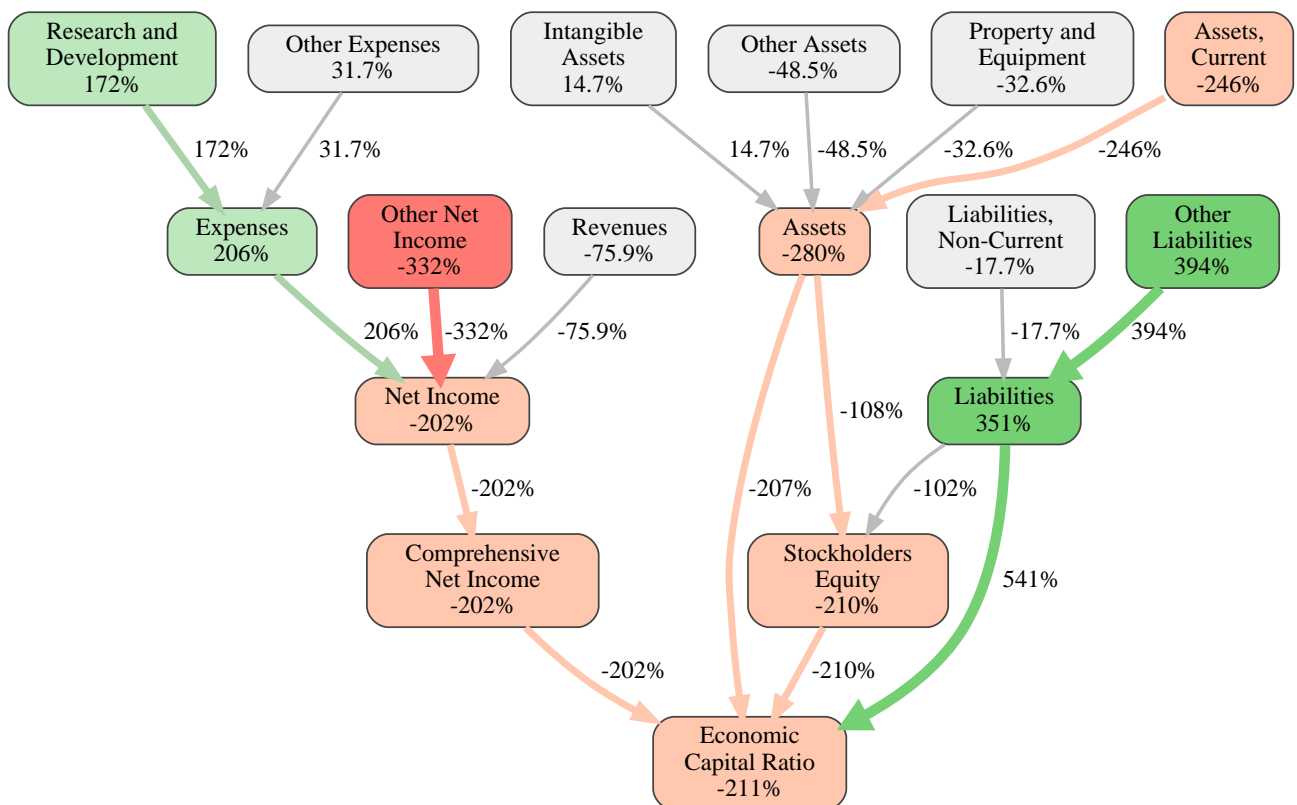 Research and
Development
172%
Other Expenses
31.7%
Intangible
Assets
14.7%
Other Assets
-48.5%
Property and
Equipment
-32.6%
Assets,
Current
-246%
172%
31.7%
14.7%
-48.5%
-32.6%
-246%
Expenses
206%
Other Net
Income
-332%
Revenues
-75.9%
Assets
-280%
Liabilities,
Non-Current
-17.7%
Other
Liabilities
394%
206%
-332%
-75.9%
-17.7%
394%
Net Income
-202%
-108%
Liabilities
351%
-202%
-207%
-102%
Comprehensive
Net Income
-202%
Stockholders
Equity
-210%
541%
-202%
-210%
Economic
Capital Ratio
-211%